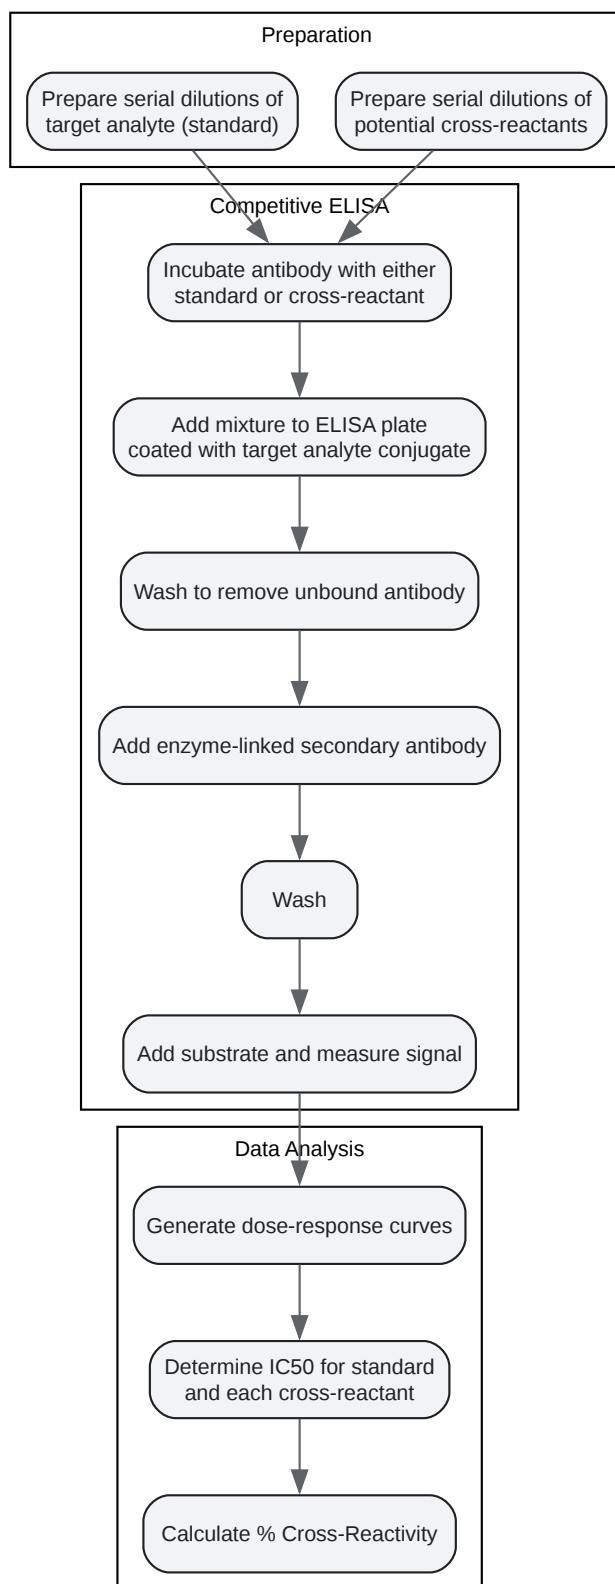 Preparation
Prepare serial dilutions of
target analyte (standard)
Prepare serial dilutions of
potential cross-reactants
Competitive ELISA
Incubate antibody with either
standard or cross-reactant
Add mixture to ELISA plate
coated with target analyte conjugate
Wash to remove unbound antibody
Add enzyme-linked secondary antibody
Wash
Add substrate and measure signal
Data Analysis
Generate dose-response curves
Determine IC50 for standard
and each cross-reactant
Calculate % Cross-Reactivity